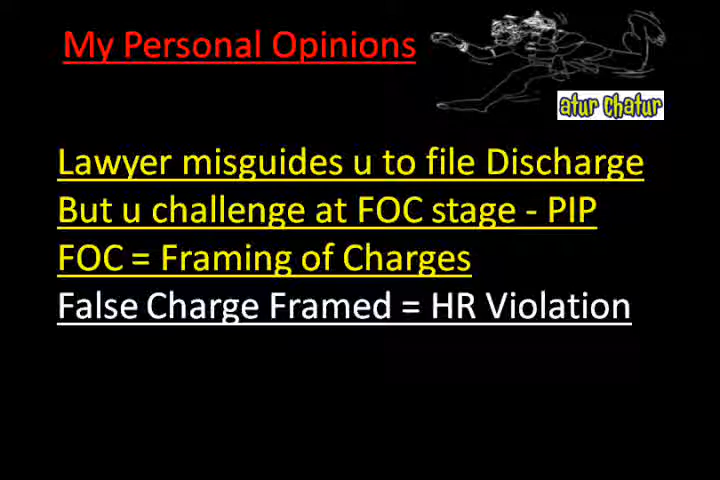 My Personal Opinions
atur chatur
Lawyer misguides u to file Discharge
But u challenge at FOC stage - PIP
FOC = Framing of Charges
False Charge Framed = HR Violation